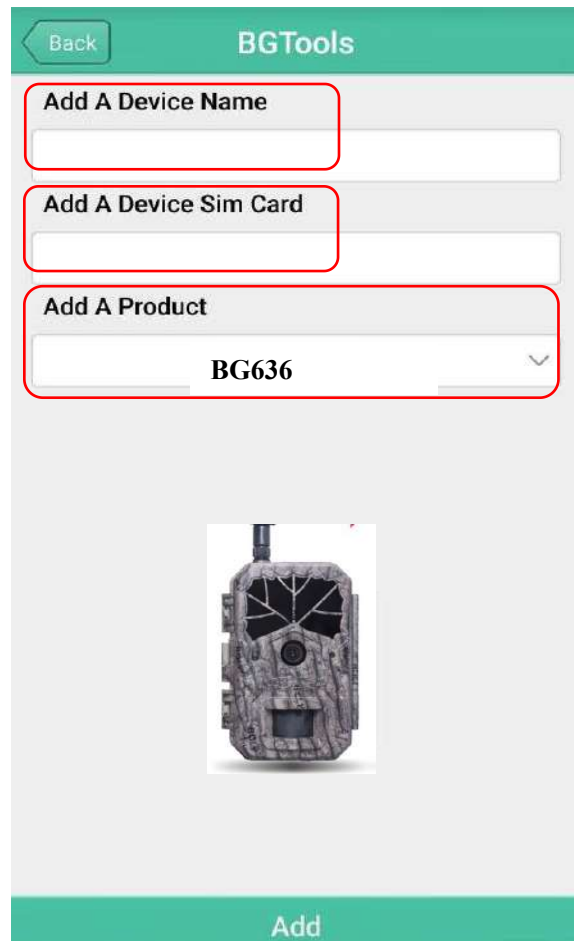 Back
BGTools
Add A Device Name
Add A Device Sim Card
Add A Product
BG636
Add